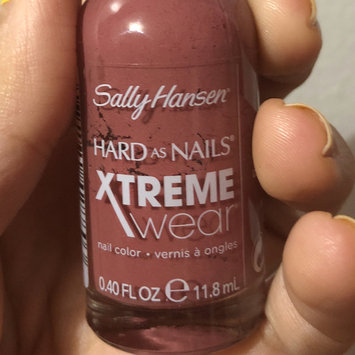 Sally Hansen®
HARD AS NAILS®
XTREME
wear
nail color • vernis à ongles
0.40 FL OZ ℮ 11.8 mL